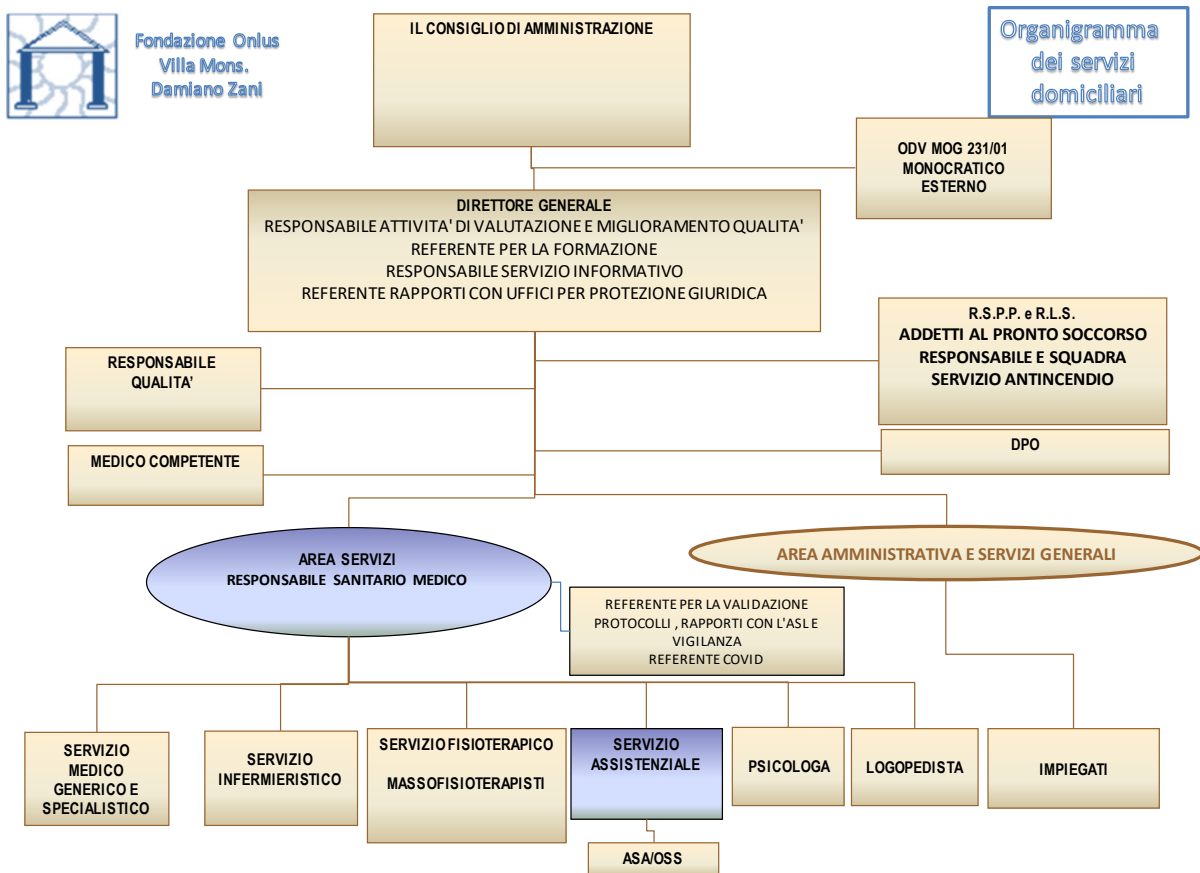 Fondazione Onlus
Villa Mons.
Damiano Zani
IL CONSIGLIO DI AMMINISTRAZIONE
Organigramma
dei servizi
domiciliari
ODV MOG 231/01
MONOCRATICO
ESTERNO
DIRETTORE GENERALE
RESPONSABILE ATTIVITA' DI VALUTAZIONE E MIGLIORAMENTO QUALITA'
REFERENTE PER LA FORMAZIONE
RESPONSABILE SERVIZIO INFORMATIVO
REFERENTE RAPPORTI CON UFFICI PER PROTEZIONE GIURIDICA
R.S.P.P. e R.L.S.
ADDETTI AL PRONTO SOCCORSO
RESPONSABILE E SQUADRA
SERVIZIO ANTINCENDIO
RESPONSABILE
QUALITA’
DPO
MEDICO COMPETENTE
AREA SERVIZI
RESPONSABILE SANITARIO MEDICO
AREA AMMINISTRATIVA E SERVIZI GENERALI
REFERENTE PER LA VALIDAZIONE
PROTOCOLLI , RAPPORTI CON L'ASL E
VIGILANZA
REFERENTE COVID
SERVIZIO
MEDICO
GENERICO E
SPECIALISTICO
SERVIZIO
INFERMIERISTICO
SERVIZIO FISIOTERAPICO
MASSOFISIOTERAPISTI
SERVIZIO
ASSISTENZIALE
PSICOLOGA
LOGOPEDISTA
IMPIEGATI
ASA/OSS